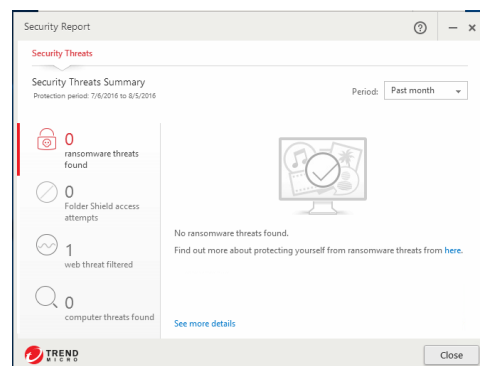 Security Report
Security Threats
Security Threats Summary
Protection period: 7/6/2016 to 8/5/2016
Period: Past month
0
ransomware threats
found
0
Folder Shield access
attempts
1
web threat filtered
0
computer threats found
No ransomware threats found.
Find out more about protecting yourself from ransomware threats from here.
See more details
TREND
MICRO
Close